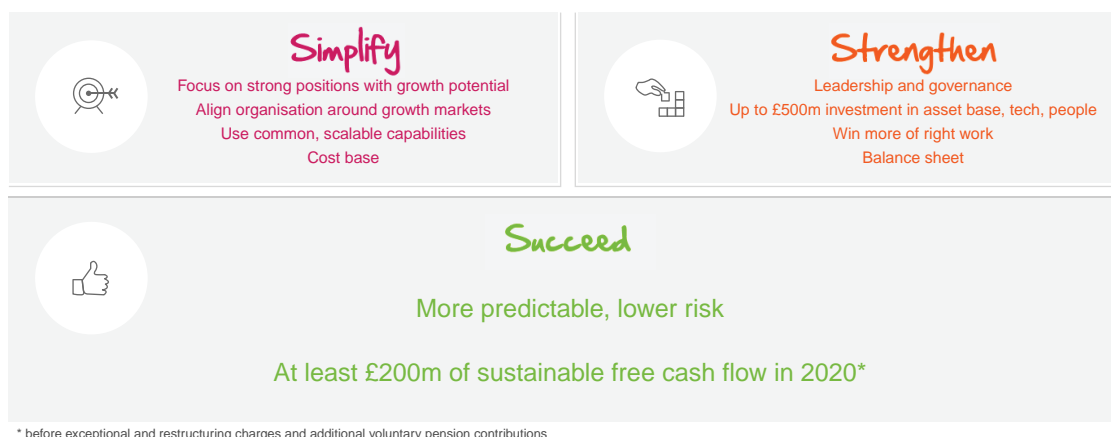 Simplify
Focus on strong positions with growth potential
Align organisation around growth markets
Use common, scalable capabilities
Cost base
Strengthen
Leadership and governance
Up to £500m investment in asset base, tech, people
Win more of right work
Balance sheet
Succeed
More predictable, lower risk
At least £200m of sustainable free cash flow in 2020*
* before exceptional and restructuring charges and additional voluntary pension contributions